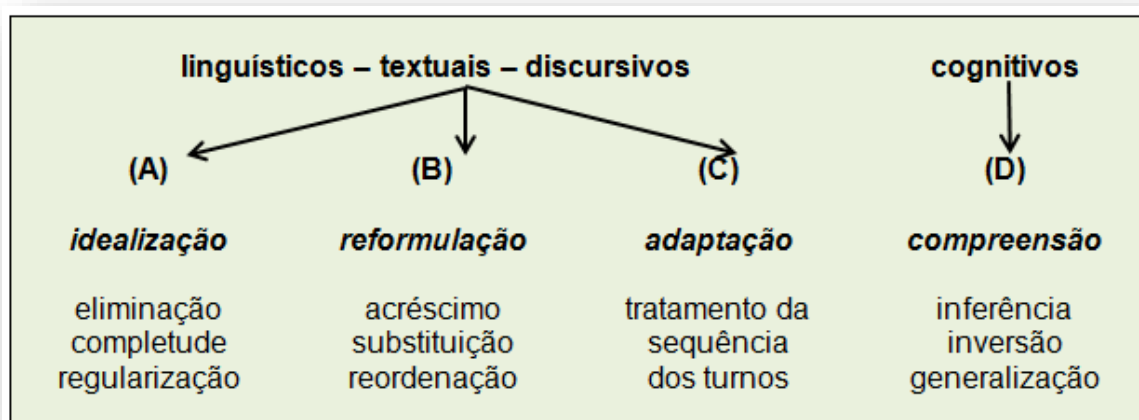 linguísticos – textuais – discursivos cognitivos
(A) (B) (C) (D)
idealização reformulação adaptação compreensão
eliminação acréscimo tratamento da inferência
completude substituição sequência inversão
regularização reordenação dos turnos generalização